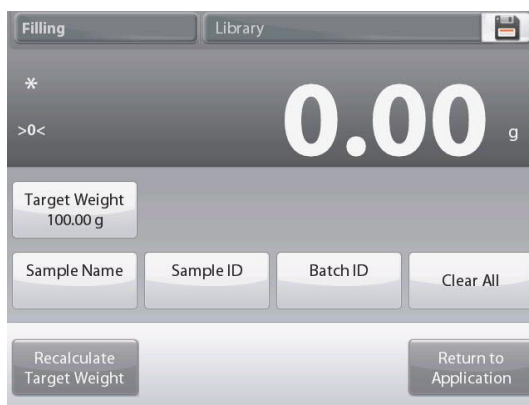 Filling Library
*
>0< 0.00 g
Target Weight
100.00 g
Sample Name Sample ID Batch ID Clear All
Recalculate
Target Weight
Return to
Application